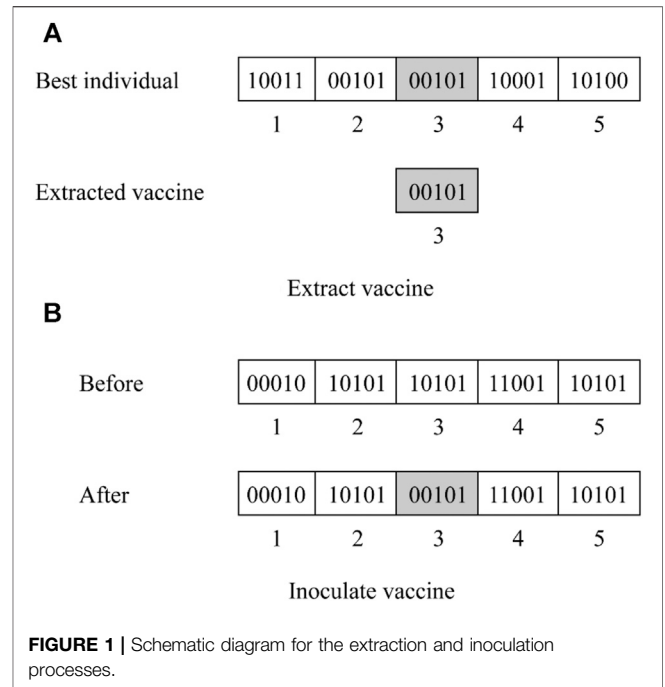 A
Best individual 10011 00101 00101 10001 10100
1 2 3 4 5
Extracted vaccine 00101
3
Extract vaccine
B
Before 00010 10101 10101 11001 10101
1 2 3 4 5
After 00010 10101 00101 11001 10101
1 2 3 4 5
Inoculate vaccine
FIGURE 1 | Schematic diagram for the extraction and inoculation
processes.